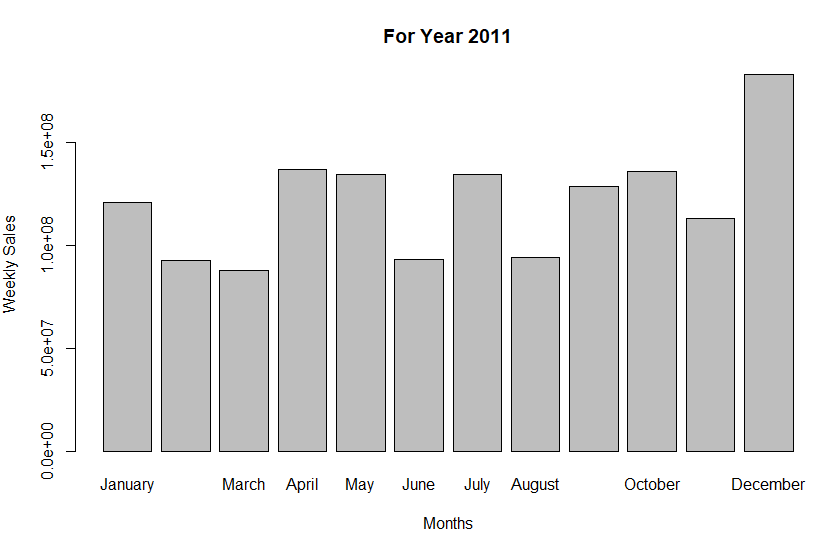 For Year 2011
Weekly Sales
1.5e+08
1.0e+08
5.0e+07
0.0e+00
January March April May June July August October December
Months